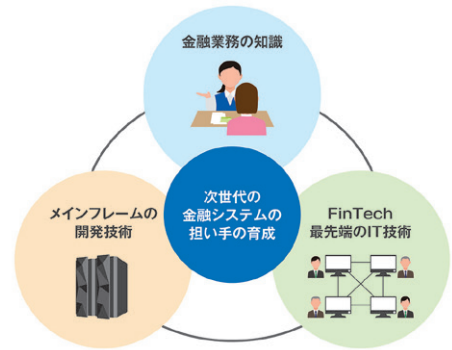 金融業務の知識
次世代の
金融システムの
担い手の育成
メインフレームの
開発技術
FinTech
最先端のIT技術